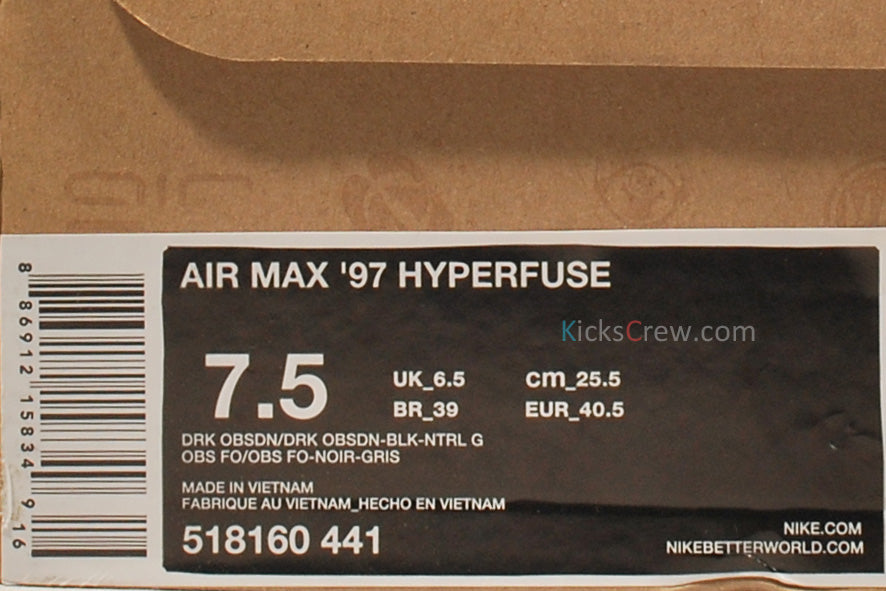 AIR MAX '97 HYPERFUSE
KicksCrew.com
7.5
UK_6.5 cm_25.5
BR_39 EUR_40.5
DRK OBSDN/DRK OBSDN-BLK-NTRL G
OBS FO/OBS FO-NOIR-GRIS
MADE IN VIETNAM
FABRIQUE AU VIETNAM_HECHO EN VIETNAM
518160 441
NIKE.COM
NIKEBETTERWORLD.COM
8 86912 15834 9 16